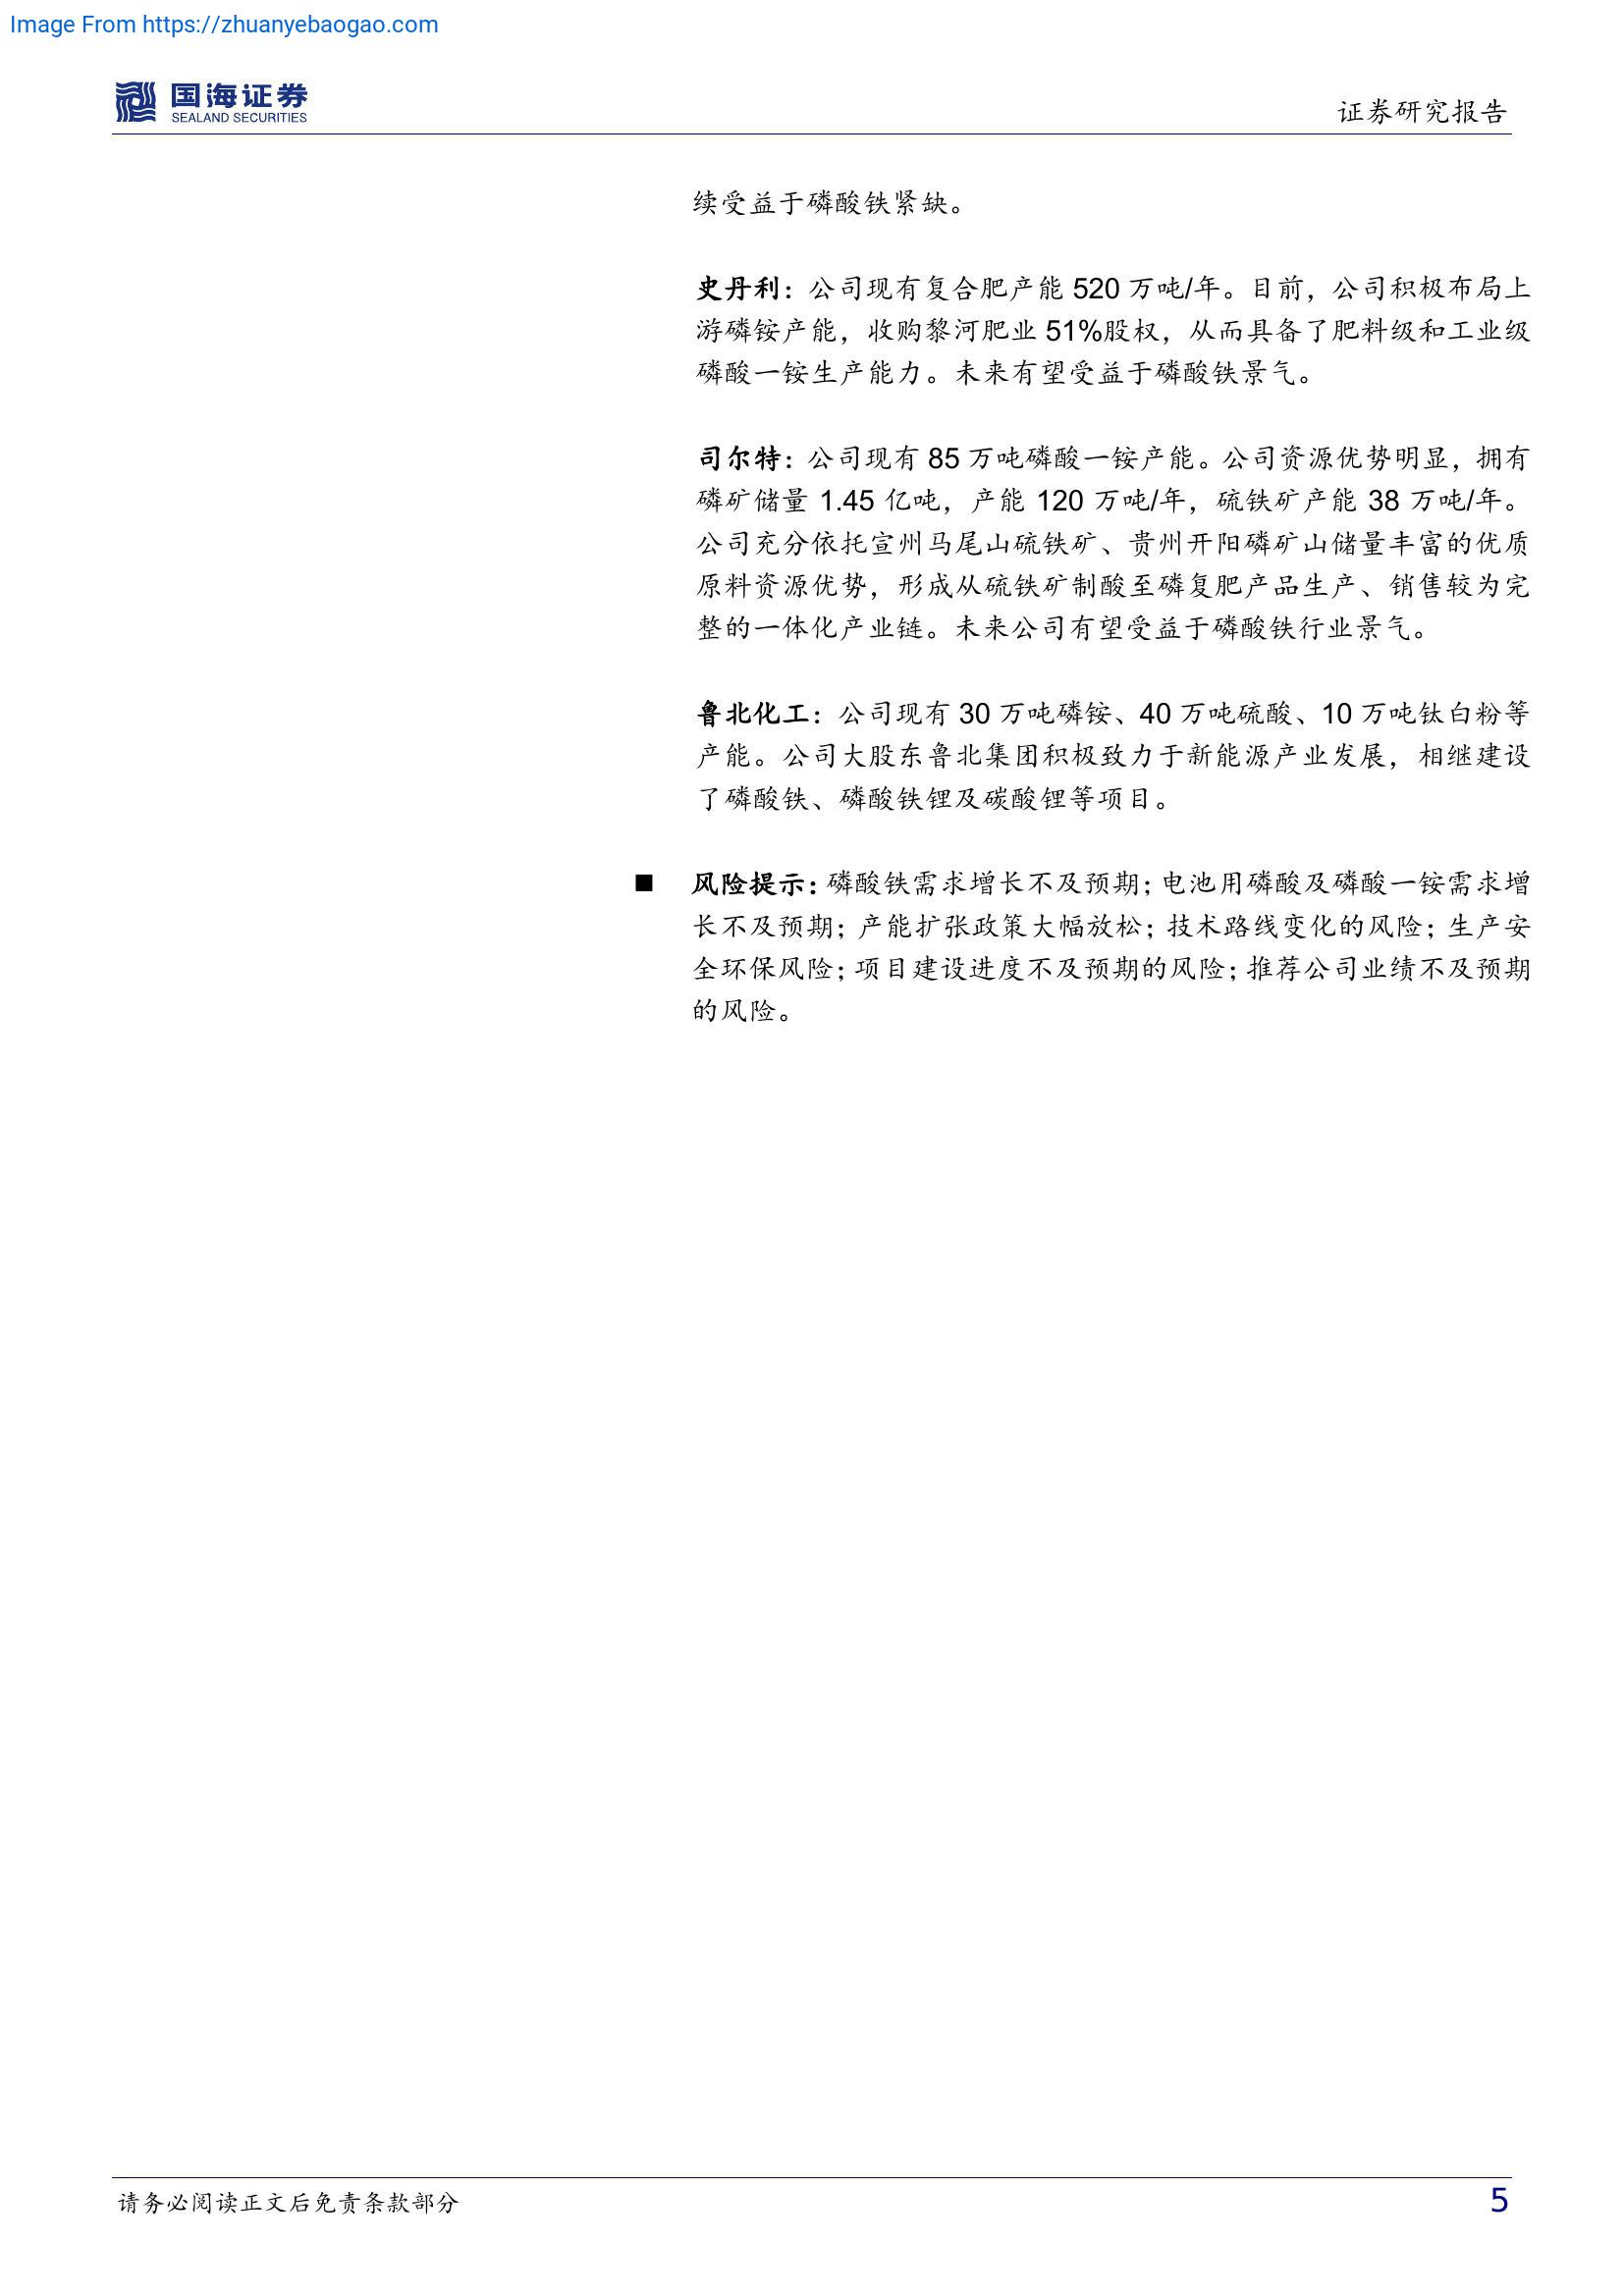 Image From https://zhuanyebaogao.com
国海证券
SEALAND SECURITIES
证券研究报告
续受益于磷酸铁紧缺。
史丹利：公司现有复合肥产能 520 万吨/年。目前，公司积极布局上
游磷铵产能，收购黎河肥业 51%股权，从而具备了肥料级和工业级
磷酸一铵生产能力。未来有望受益于磷酸铁景气。
司尔特：公司现有 85 万吨磷酸一铵产能。公司资源优势明显，拥有
磷矿储量 1.45 亿吨，产能 120 万吨/年，硫铁矿产能 38 万吨/年。
公司充分依托宣州马尾山硫铁矿、贵州开阳磷矿山储量丰富的优质
原料资源优势，形成从硫铁矿制酸至磷复肥产品生产、销售较为完
整的一体化产业链。未来公司有望受益于磷酸铁行业景气。
鲁北化工：公司现有 30 万吨磷铵、40 万吨硫酸、10 万吨钛白粉等
产能。公司大股东鲁北集团积极致力于新能源产业发展，相继建设
了磷酸铁、磷酸铁锂及碳酸锂等项目。
■ 风险提示：磷酸铁需求增长不及预期；电池用磷酸及磷酸一铵需求增
长不及预期；产能扩张政策大幅放松；技术路线变化的风险；生产安
全环保风险；项目建设进度不及预期的风险；推荐公司业绩不及预期
的风险。
请务必阅读正文后免责条款部分
5